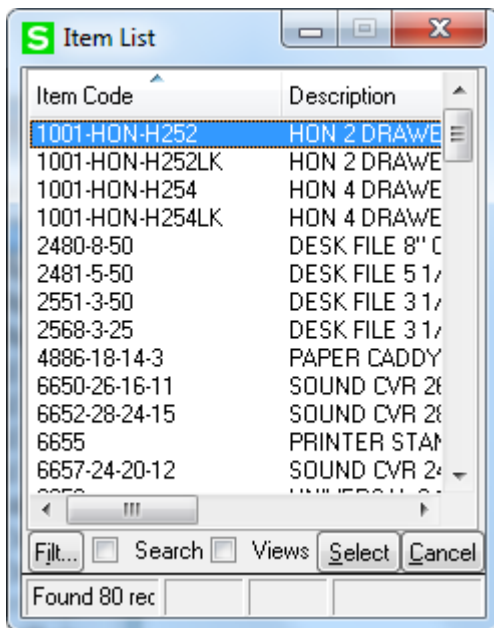 S Item List
Item Code Description
1001-HON-H252 HON 2 DRAWE
1001-HON-H252LK HON 2 DRAWE
1001-HON-H254 HON 4 DRAWE
1001-HON-H254LK HON 4 DRAWE
2480-8-50 DESK FILE 8"
2481-5-50 DESK FILE 5 1/
2551-3-50 DESK FILE 3 1/
2568-3-25 DESK FILE 3 1/
4886-18-14-3 PAPER CADDY
6650-26-16-11 SOUND CVR 26
6652-28-24-15 SOUND CVR 28
6655 PRINTER STAN
6657-24-20-12 SOUND CVR 24
Filt... Search Views Select Cancel
Found 80 rec